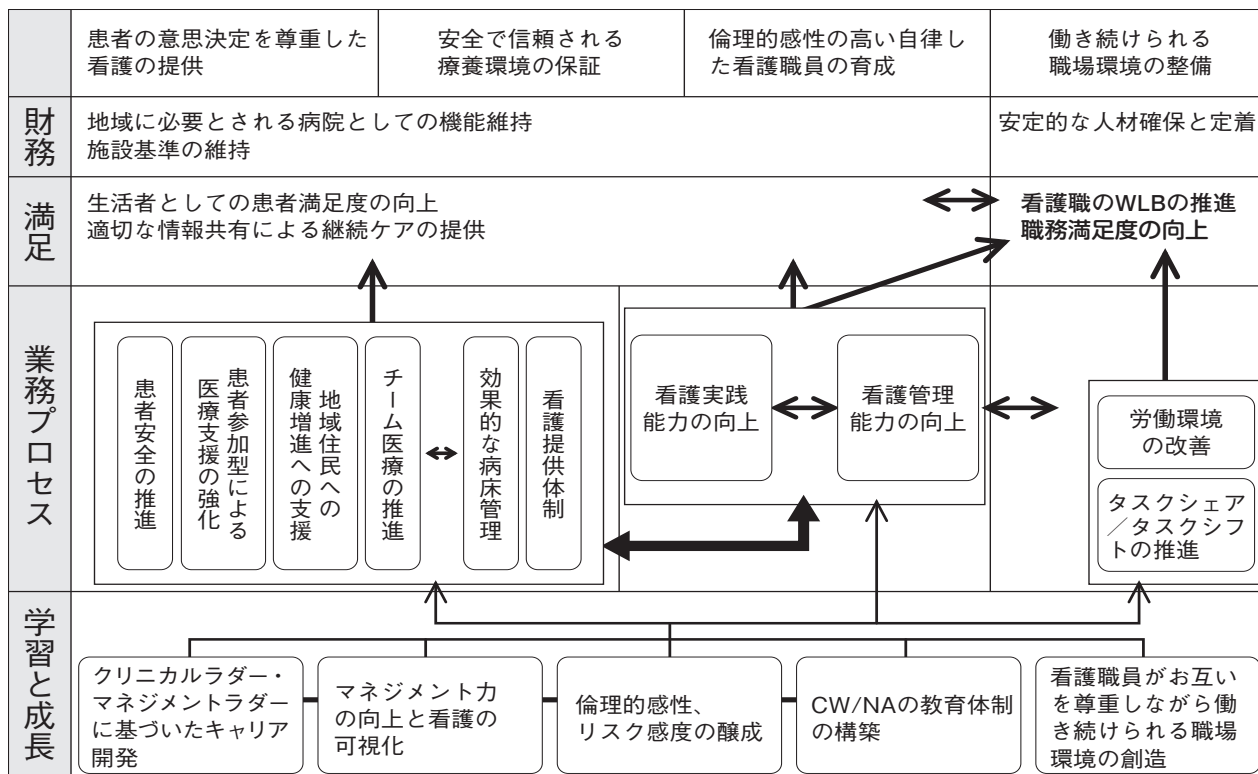 患者の意思決定を尊重した
看護の提供
安全で信頼される
療養環境の保証
倫理的感性の高い自律し
た看護職員の育成
働き続けられる
職場環境の整備
財務
地域に必要とされる病院としての機能維持
施設基準の維持
安定的な人材確保と定着
満足
生活者としての患者満足度の向上
適切な情報共有による継続ケアの提供
看護職のWLBの推進
職務満足度の向上
業務プロセス
患者安全の推進
患者参加型による
医療支援の強化
地域住民への
健康増進への支援
チーム医療の推進
効果的な病床管理
看護提供体制
看護実践
能力の向上
看護管理
能力の向上
労働環境
の改善
タスクシェア
／タスクシフ
トの推進
学習と成長
クリニカルラダー・
マネジメントラダー
に基づいたキャリア
開発
マネジメント力
の向上と看護の
可視化
倫理的感性、
リスク感度の醸成
CW/NAの教育体制
の構築
看護職員がお互い
を尊重しながら働
き続けられる職場
環境の創造